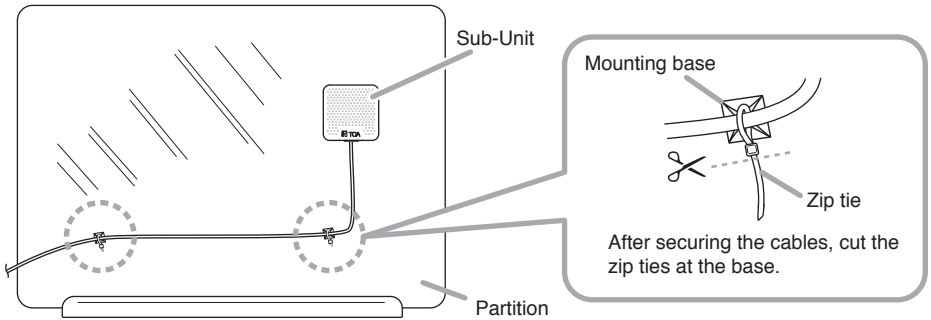 Sub-Unit
TOA
Partition
Mounting base
Zip tie
After securing the cables, cut the
zip ties at the base.